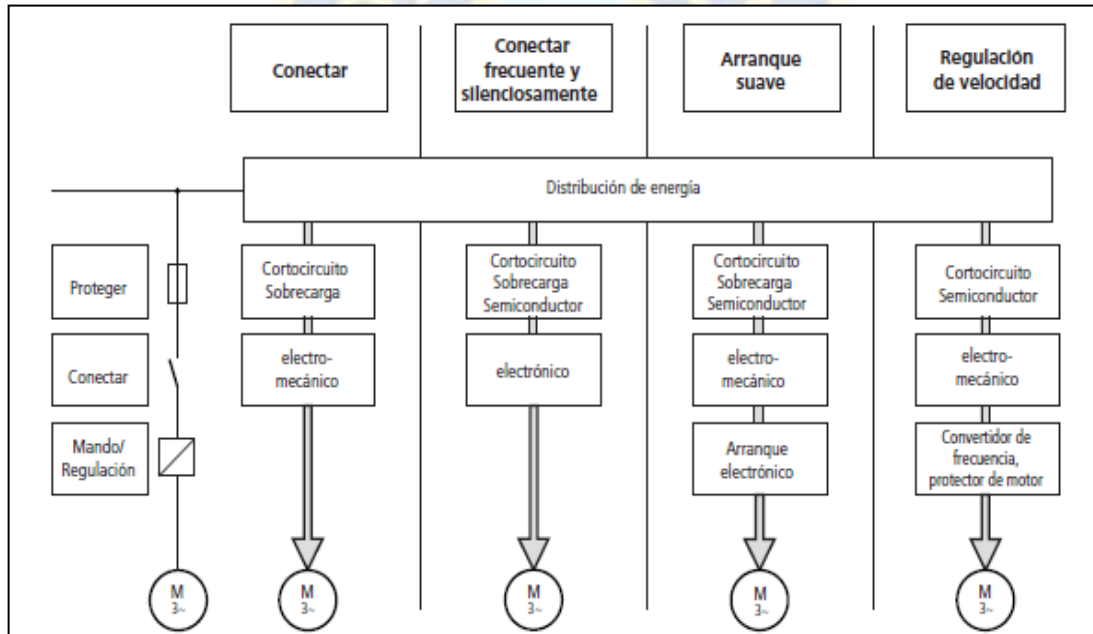 Conectar
Conectar
frecuente y
silenciosamente
Arranque
suave
Regulación
de velocidad
Distribución de energía
Proteger
Cortocircuito
Sobrecarga
Cortocircuito
Sobrecarga
Semiconductor
Cortocircuito
Sobrecarga
Semiconductor
Cortocircuito
Semiconductor
Conectar
electro-
mecánico
electrónico
electro-
mecánico
electro-
mecánico
Mando/
Regulación
Arranque
electrónico
Convertidor de
frecuencia,
protector de motor
M
3~
M
3~
M
3~
M
3~
M
3~